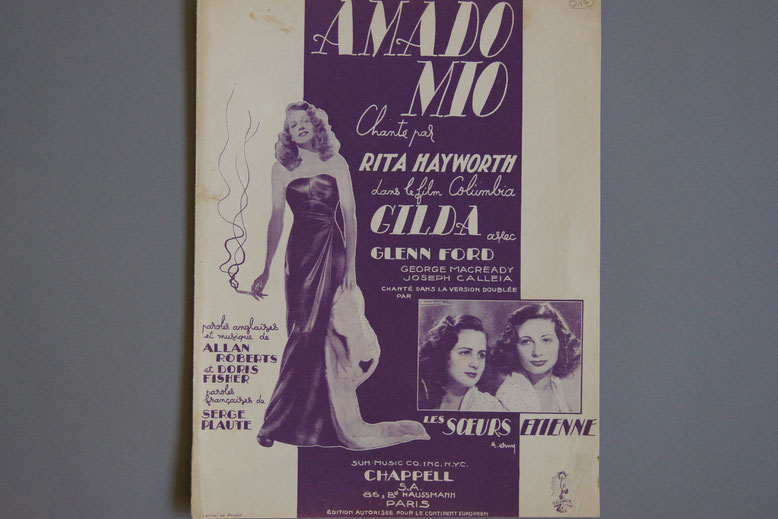 AMADO
MIO
Chanté par
RITA HAYWORTH
dans le film Columbia
GILDA avec
GLENN FORD
GEORGE MACREADY
JOSEPH CALLEIA
CHANTÉ DANS LA VERSION DOUBLÉE
PAR
paroles anglaises
et musique de
ALLAN
ROBERTS
et DORIS
FISHER
paroles
françaises de
SERGE
PLAUTE
LES SŒURS ETIENNE
SUN-MUSIC CO. INC. N.Y.C.
CHAPPELL
S.A.
86, Bd HAUSSMANN
PARIS
ÉDITION AUTORISÉE POUR LE CONTINENT EUROPÉEN